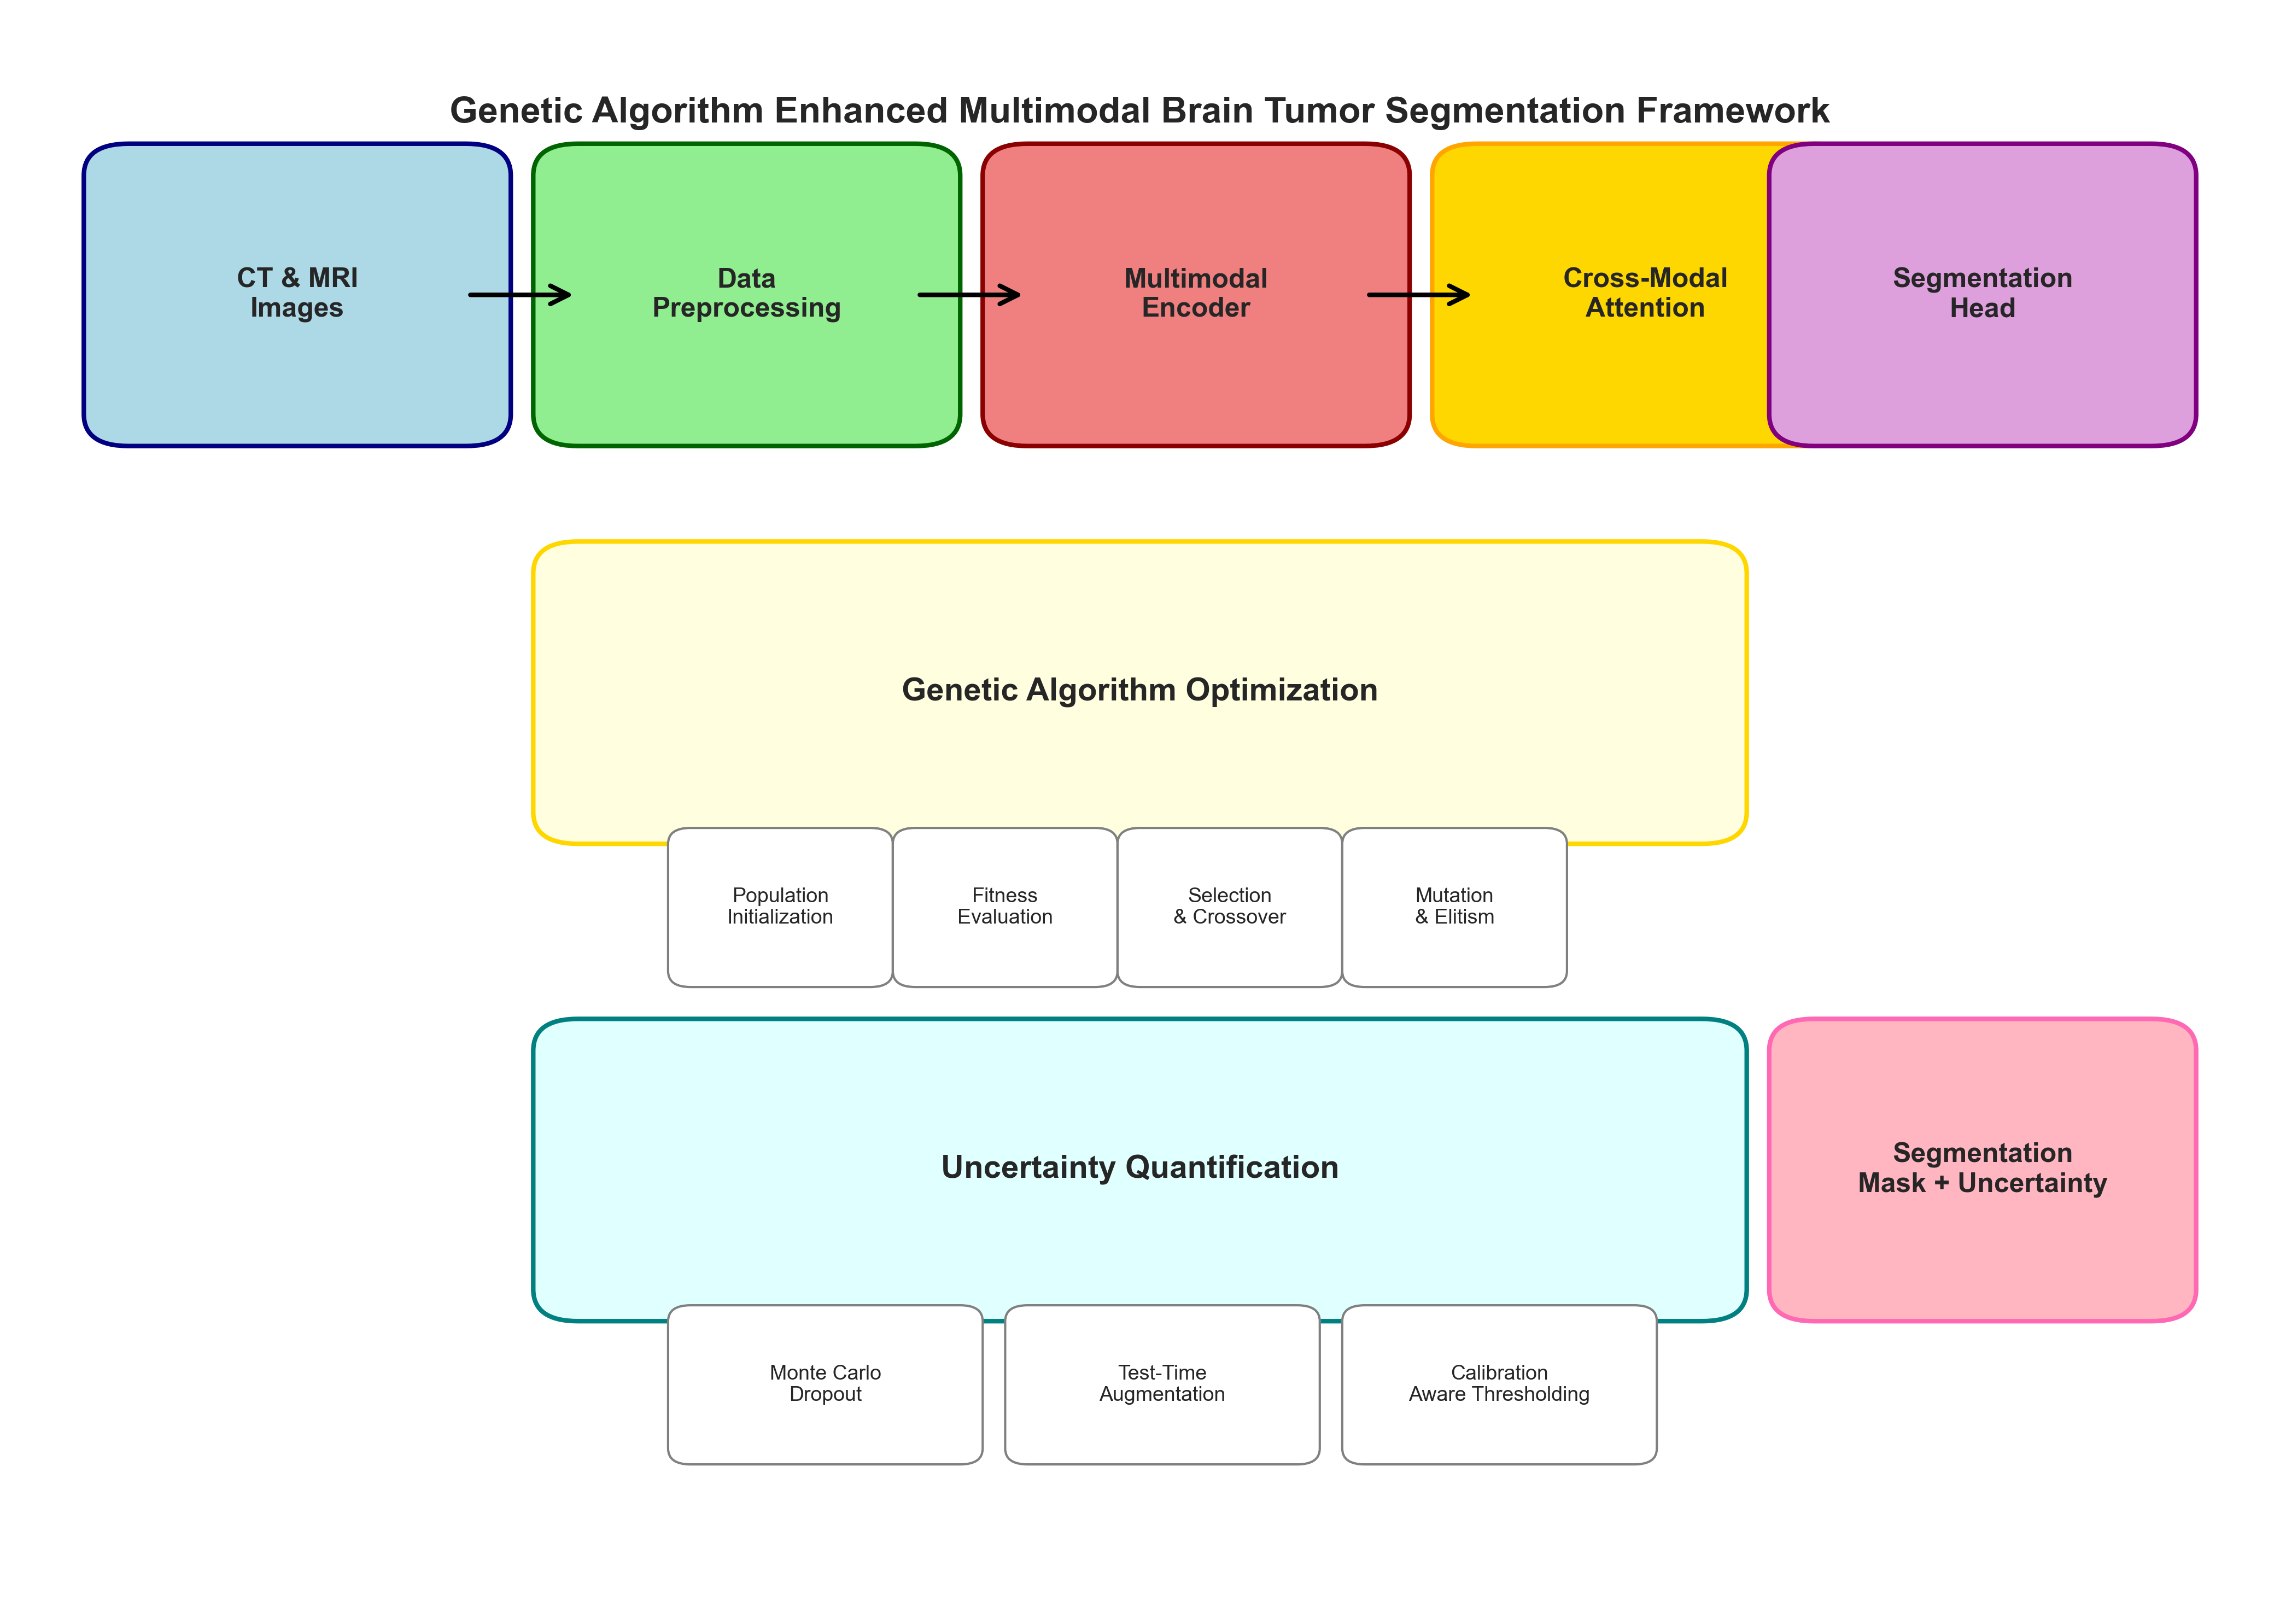 Genetic Algorithm Enhanced Multimodal Brain Tumor Segmentation Framework
CT & MRI
Images
Data
Preprocessing
Multimodal
Encoder
Cross-Modal
Attention
Segmentation
Head
Genetic Algorithm Optimization
Population
Initialization
Fitness
Evaluation
Selection
& Crossover
Mutation
& Elitism
Uncertainty Quantification
Segmentation
Mask + Uncertainty
Monte Carlo
Dropout
Test-Time
Augmentation
Calibration
Aware Thresholding